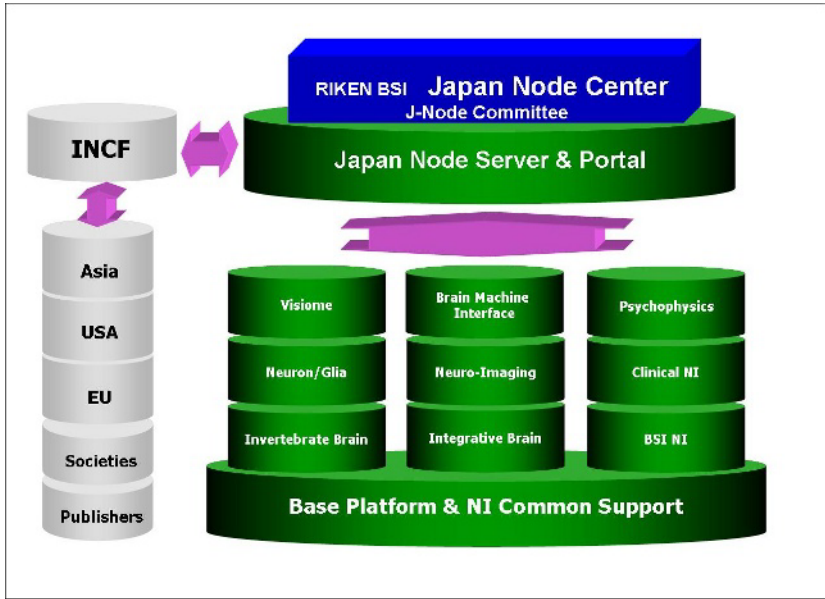 RIKEN BSI Japan Node Center
J-Node Committee
INCF
Japan Node Server & Portal
Asia
USA
EU
Societies
Publishers
Visiome
Neuron/Glia
Invertebrate Brain
Brain Machine
Interface
Neuro-Imaging
Integrative Brain
Psychophysics
Clinical NI
BSI NI
Base Platform & NI Common Support